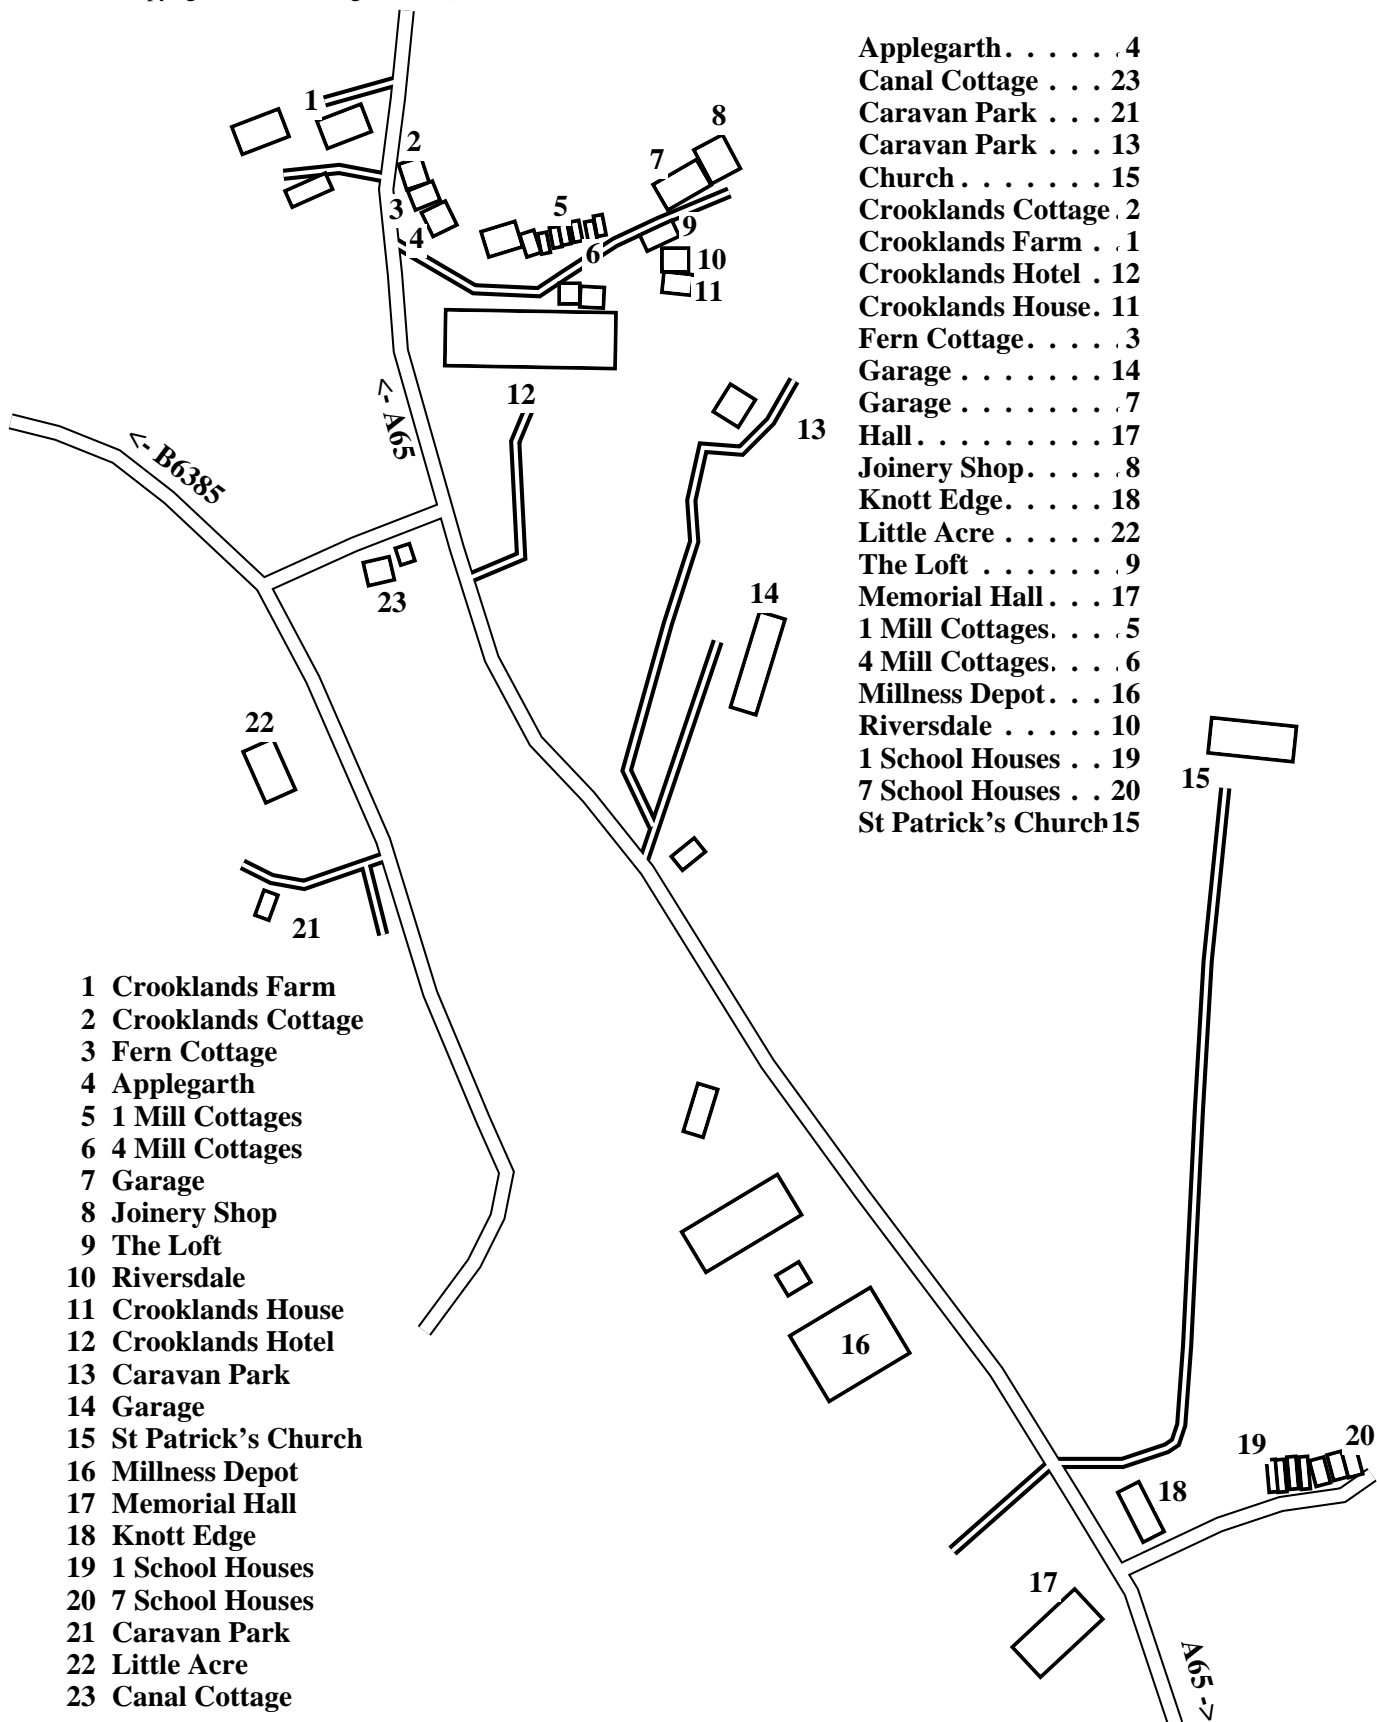 Applegarth. . . . . . . 4
Canal Cottage . . . 23
Caravan Park . . . 21
Caravan Park . . . 13
Church . . . . . . . 15
Crooklands Cottage. 2
Crooklands Farm . . 1
Crooklands Hotel . 12
Crooklands House. 11
Fern Cottage. . . . . 3
Garage . . . . . . . 14
Garage . . . . . . . . 7
Hall. . . . . . . . . 17
Joinery Shop. . . . . 8
Knott Edge. . . . . 18
Little Acre . . . . . 22
The Loft . . . . . . . 9
Memorial Hall. . . 17
1 Mill Cottages. . . . 5
4 Mill Cottages. . . . 6
Millness Depot. . . 16
Riversdale . . . . . 10
1 School Houses . . 19
7 School Houses . . 20
St Patrick's Church 15
1
2
3
4
5
6
7
8
9
10
11
12
13
<- A65
<- B6385
23
14
22
15
21
16
19
20
18
17
A65 ->
1 Crooklands Farm
2 Crooklands Cottage
3 Fern Cottage
4 Applegarth
5 1 Mill Cottages
6 4 Mill Cottages
7 Garage
8 Joinery Shop
9 The Loft
10 Riversdale
11 Crooklands House
12 Crooklands Hotel
13 Caravan Park
14 Garage
15 St Patrick's Church
16 Millness Depot
17 Memorial Hall
18 Knott Edge
19 1 School Houses
20 7 School Houses
21 Caravan Park
22 Little Acre
23 Canal Cottage